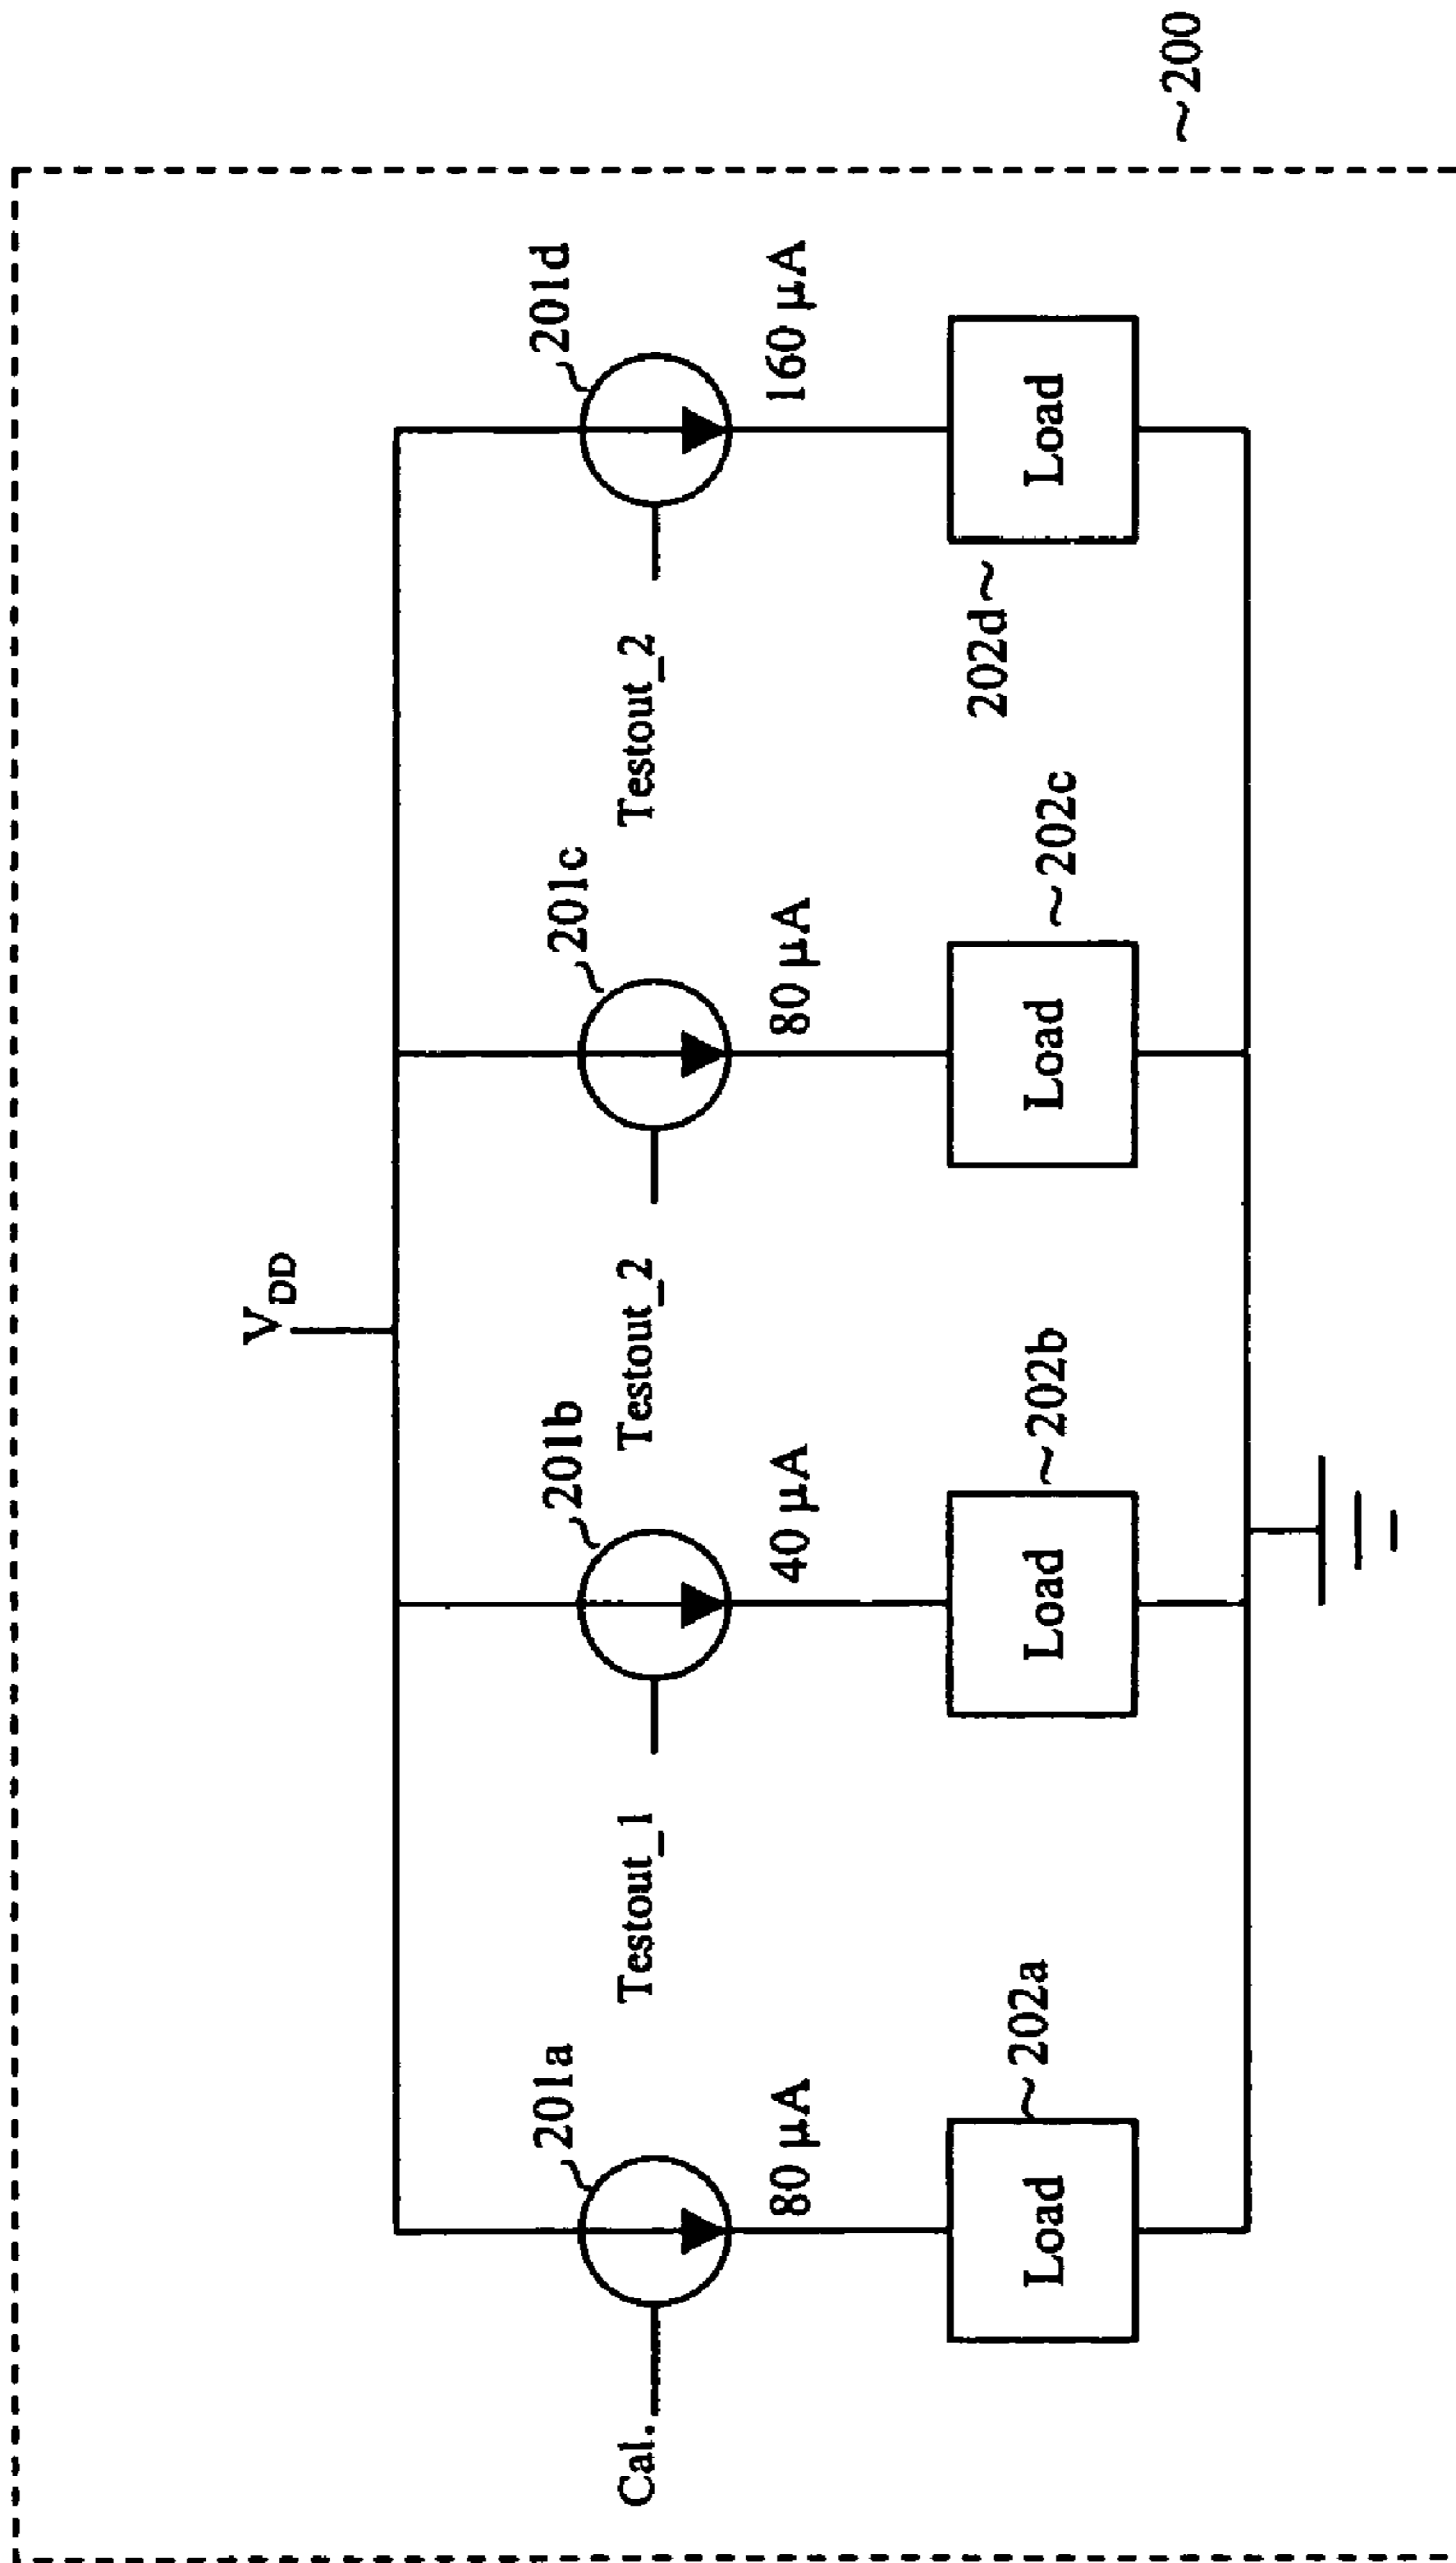 ~200
V_DD
201a
201b
201c
201d
Cal.
Testout_1
Testout_2
Testout_2
80 µA
40 µA
80 µA
160 µA
Load
~202a
Load
~202b
Load
~202c
202d~
Load